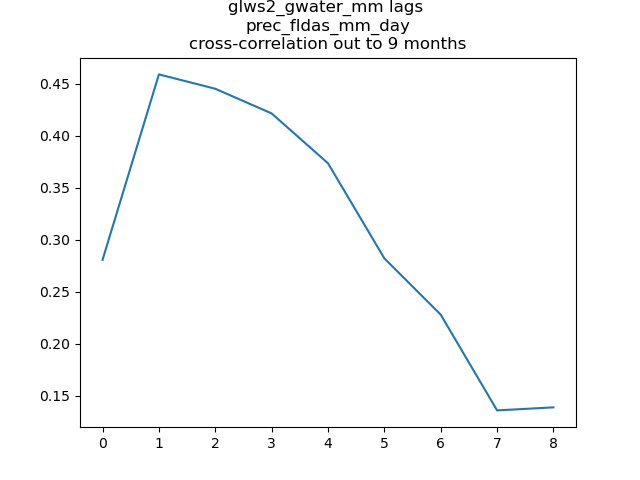 glws2_gwater_mm lags
prec_fldas_mm_day
cross-correlation out to 9 months
0.45
0.40
0.35
0.30
0.25
0.20
0.15
0 1 2 3 4 5 6 7 8